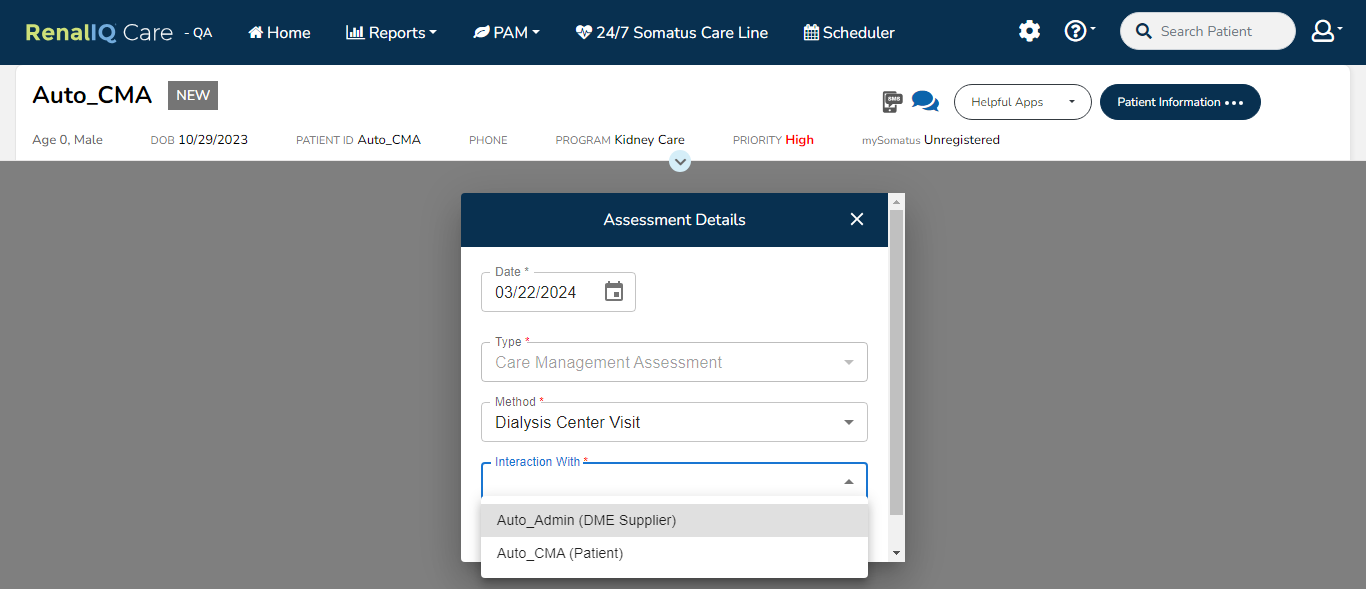 RenalIQ Care - QA Home Reports PAM 24/7 Somatus Care Line Scheduler ? Search Patient
Auto_CMA NEW SMS Helpful Apps Patient Information
Age 0, Male DOB 10/29/2023 PATIENT ID Auto_CMA PHONE PROGRAM Kidney Care PRIORITY High mySomatus Unregistered
Assessment Details
Date *
03/22/2024
Type *
Care Management Assessment
Method *
Dialysis Center Visit
Interaction With *
Auto_Admin (DME Supplier)
Auto_CMA (Patient)